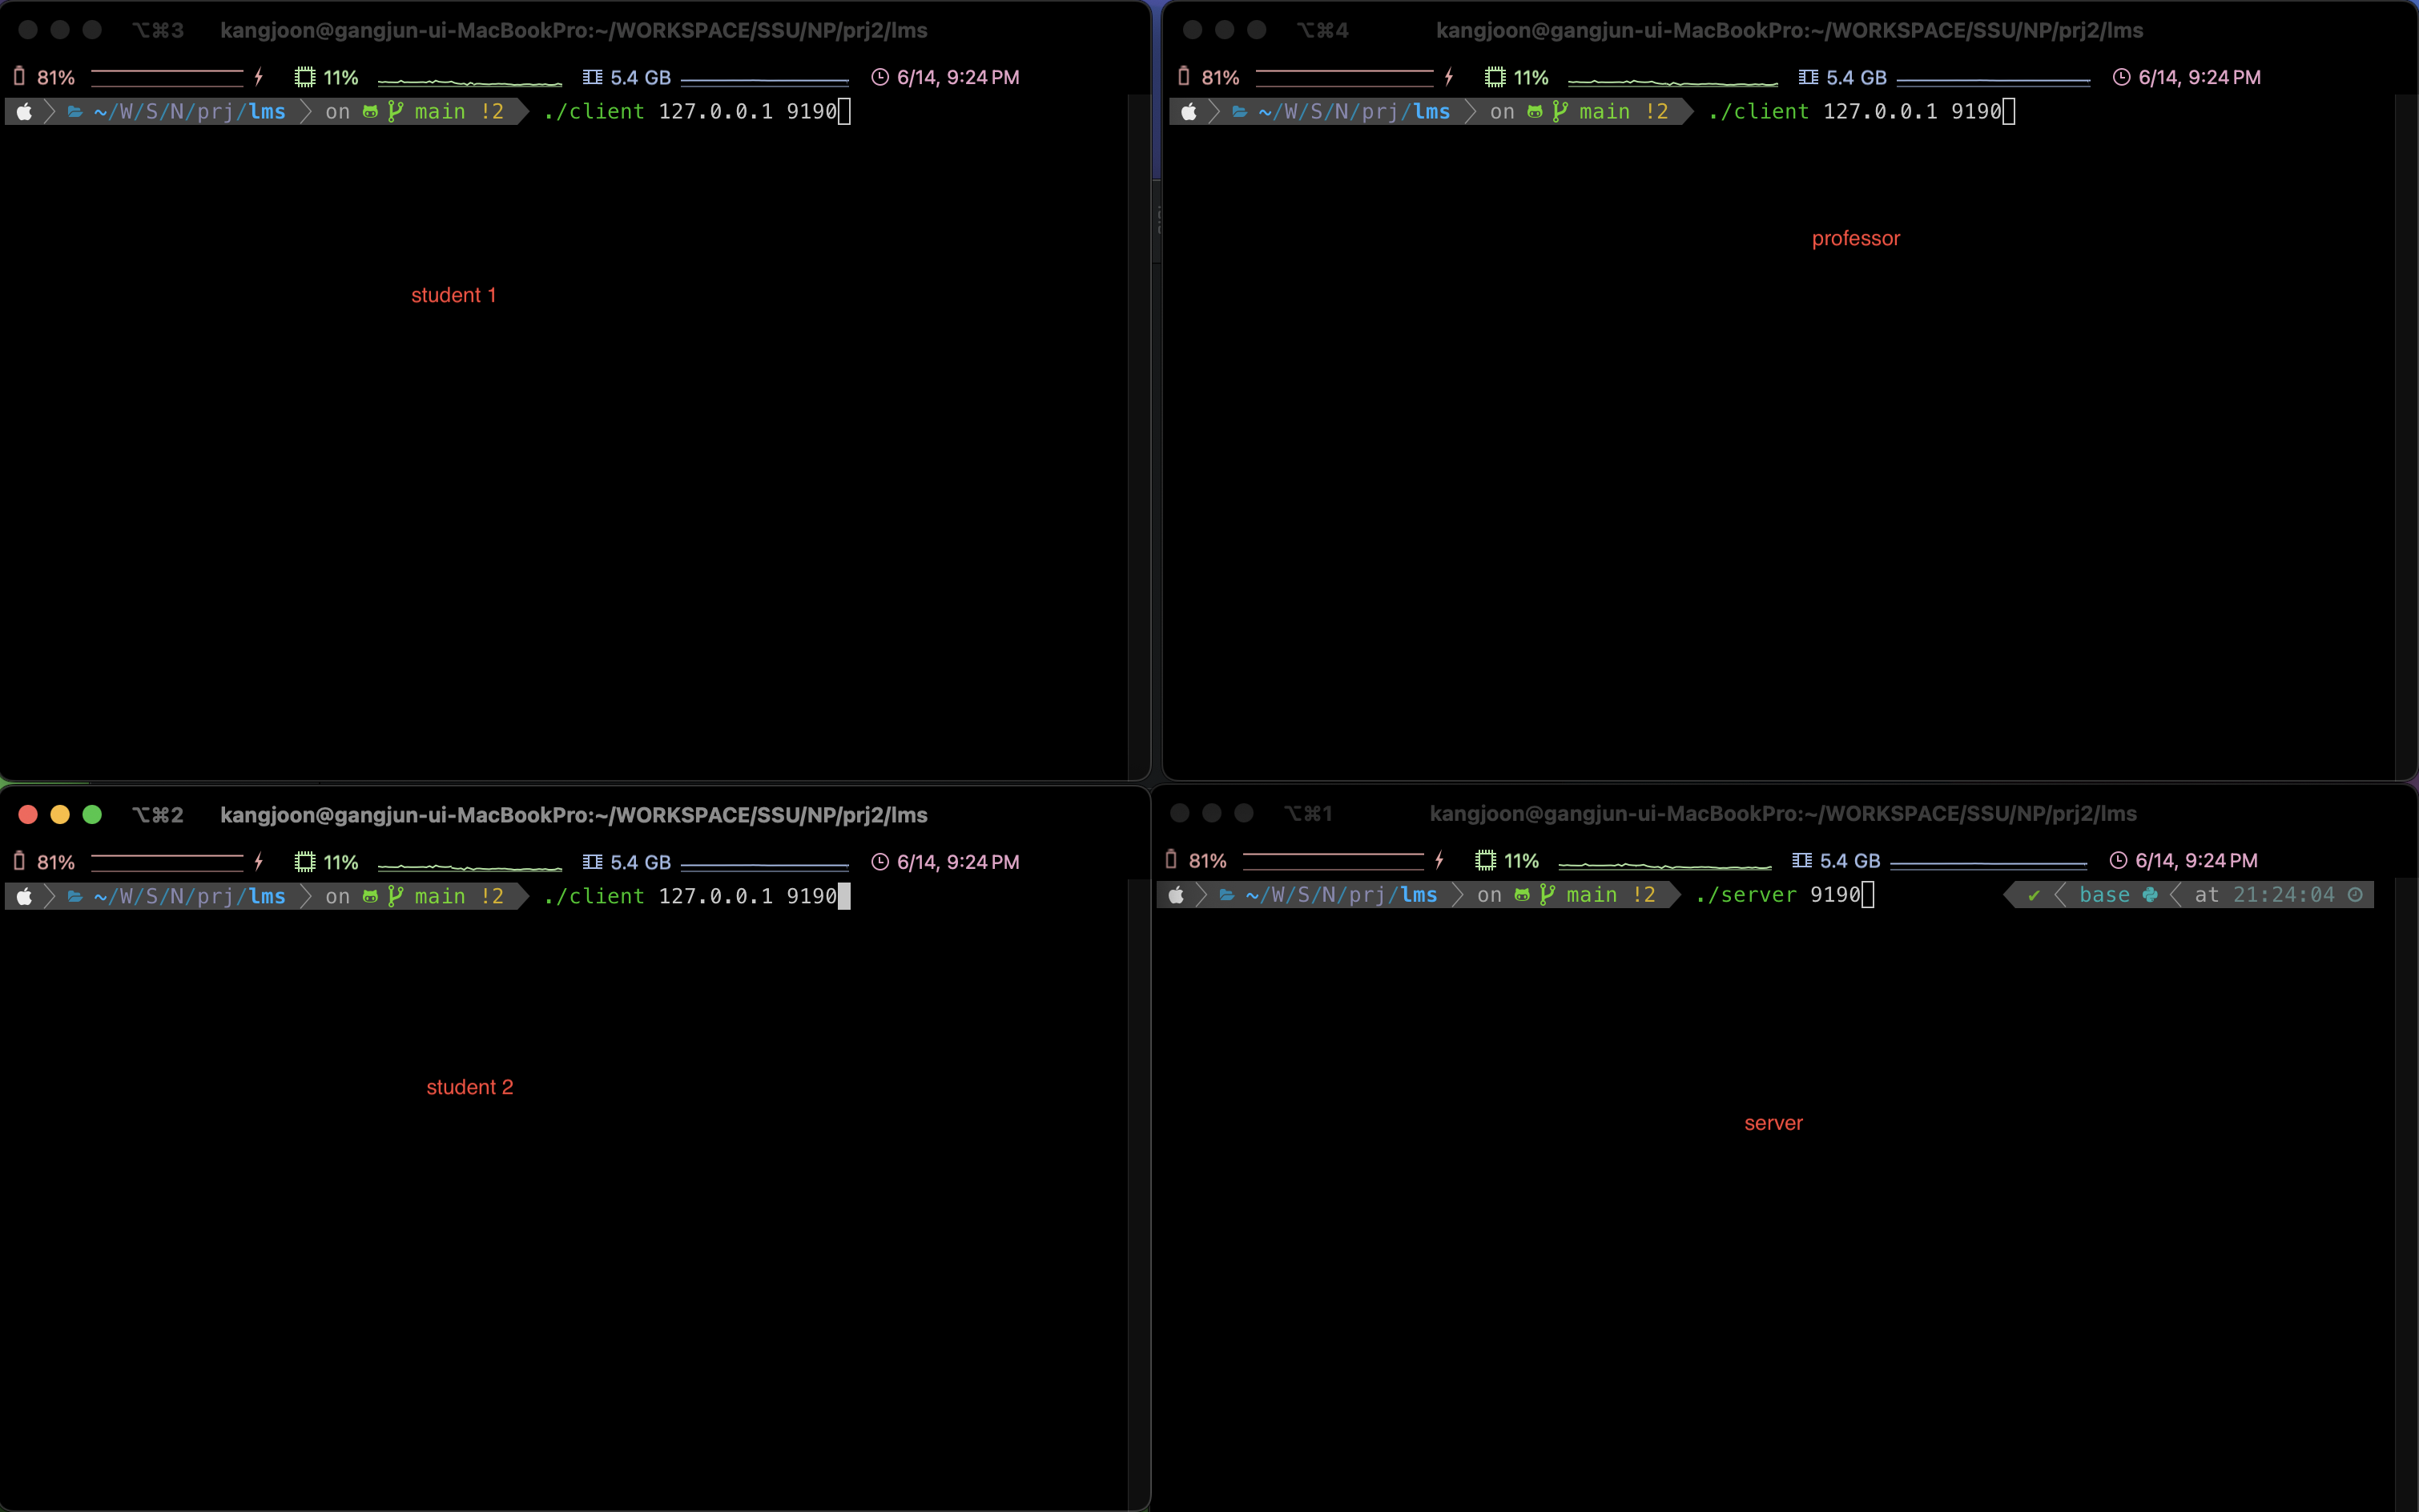 ⌥⌘3 kangjoon@gangjun-ui-MacBookPro:~/WORKSPACE/SSU/NP/prj2/lms
81% 11% 5.4 GB 6/14, 9:24 PM
~/W/S/N/prj/lms on main !2 ./client 127.0.0.1 9190
student 1
⌥⌘4 kangjoon@gangjun-ui-MacBookPro:~/WORKSPACE/SSU/NP/prj2/lms
81% 11% 5.4 GB 6/14, 9:24 PM
~/W/S/N/prj/lms on main !2 ./client 127.0.0.1 9190
professor
⌥⌘2 kangjoon@gangjun-ui-MacBookPro:~/WORKSPACE/SSU/NP/prj2/lms
81% 11% 5.4 GB 6/14, 9:24 PM
~/W/S/N/prj/lms on main !2 ./client 127.0.0.1 9190
student 2
⌥⌘1 kangjoon@gangjun-ui-MacBookPro:~/WORKSPACE/SSU/NP/prj2/lms
81% 11% 5.4 GB 6/14, 9:24 PM
~/W/S/N/prj/lms on main !2 ./server 9190 ✔ base at 21:24:04
server